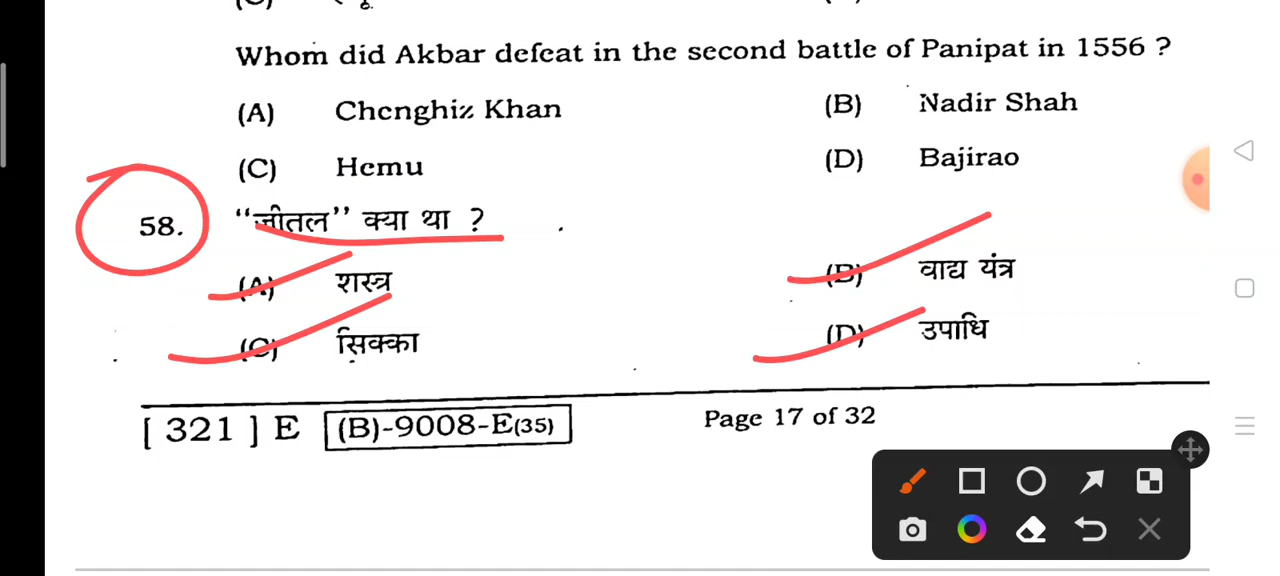 Whom did Akbar defeat in the second battle of Panipat in 1556 ?
(A) Chenghiz Khan (B) Nadir Shah
(C) Hemu (D) Bajirao
58. "जीतल" क्या था ?
(A) शस्त्र (B) वाद्य यंत्र
(C) सिक्का (D) उपाधि
[ 321 ] E (B)-9008-E(35) Page 17 of 32